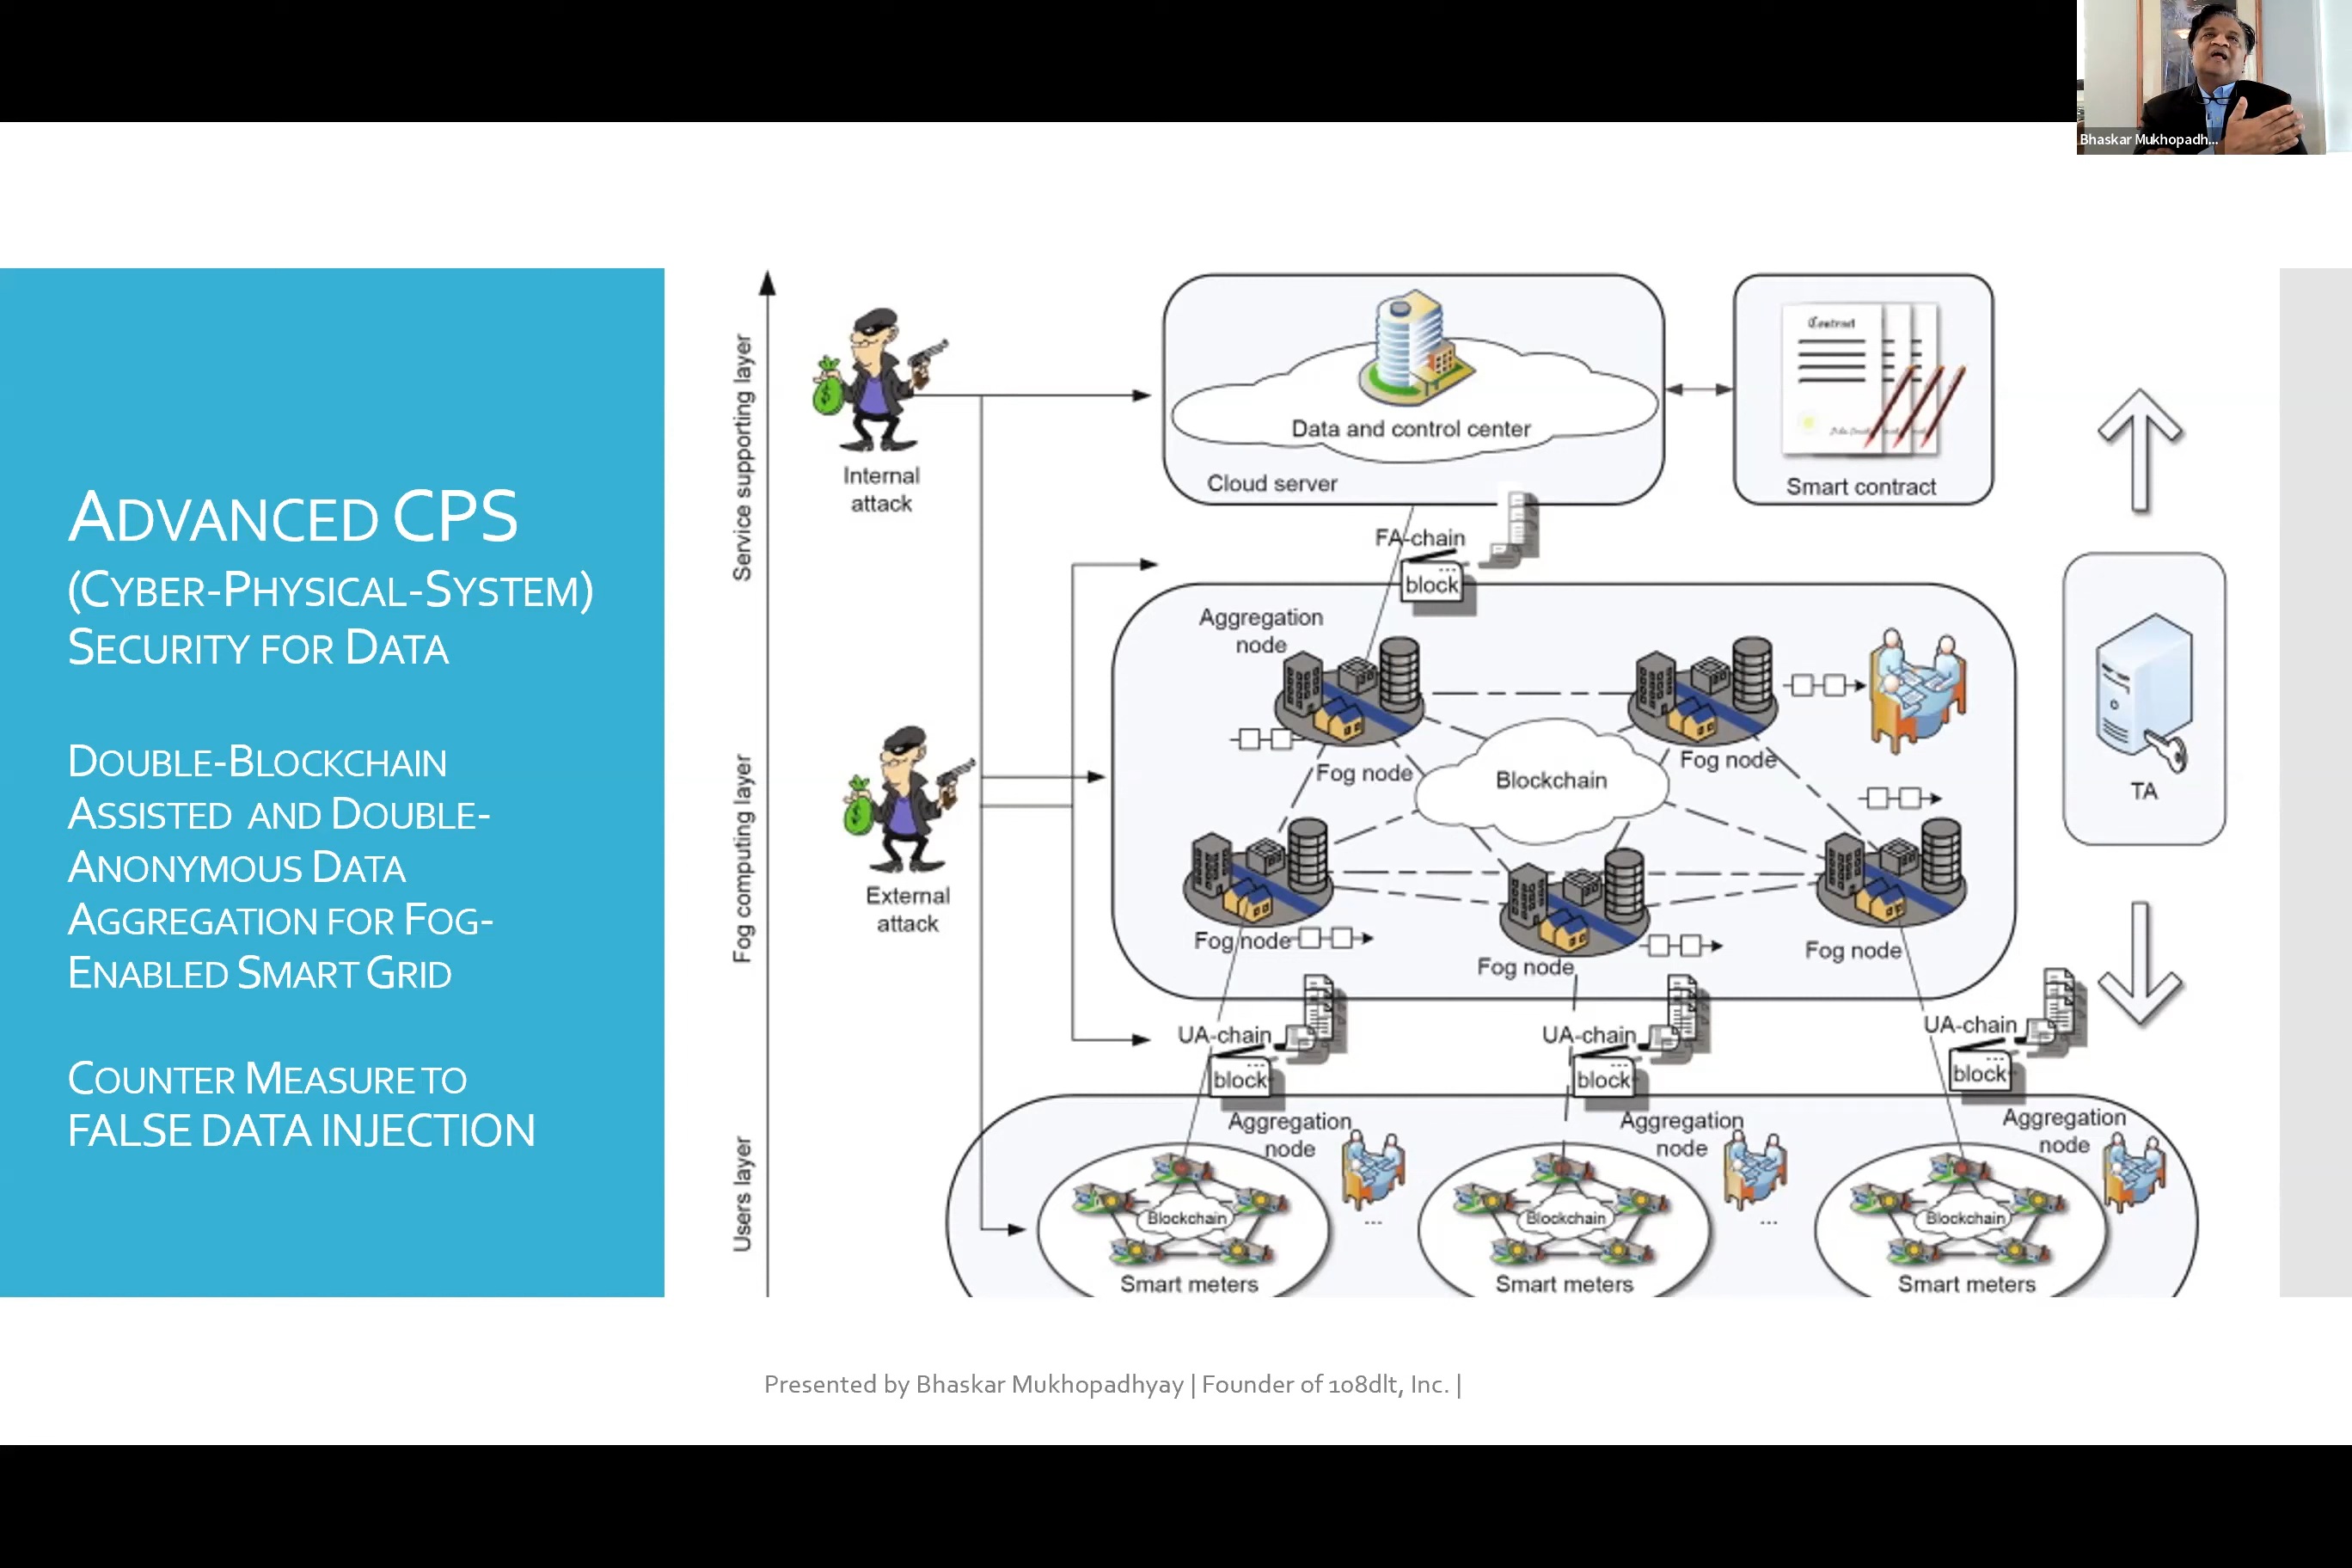 Bhaskar Mukhopadh...
ADVANCED CPS
(CYBER-PHYSICAL-SYSTEM)
SECURITY FOR DATA
DOUBLE-BLOCKCHAIN
ASSISTED AND DOUBLE-
ANONYMOUS DATA
AGGREGATION FOR FOG-
ENABLED SMART GRID
COUNTER MEASURE TO
FALSE DATA INJECTION
Service supporting layer
Fog computing layer
Users layer
Internal
attack
External
attack
Data and control center
Cloud server
Contract
Smart contract
FA-chain
...
block
Aggregation
node
Fog node
Fog node
Blockchain
TA
Fog node
Fog node
Fog node
UA-chain
...
block
UA-chain
...
block
UA-chain
...
block
Aggregation
node
Aggregation
node
Aggregation
node
Blockchain
...
Blockchain
...
Blockchain
Smart meters
Smart meters
Smart meters
Presented by Bhaskar Mukhopadhyay | Founder of 108dlt, Inc. |